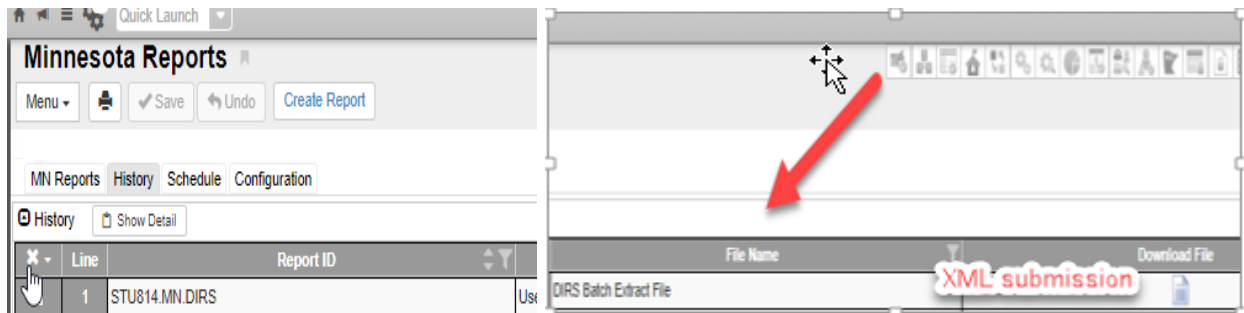 Quick Launch
Minnesota Reports
Menu Save Undo Create Report
MN Reports History Schedule Configuration
History Show Detail
Line Report ID
1 STU814.MN.DIRS
File Name Download File
XML submission
DIRS Batch Extract File